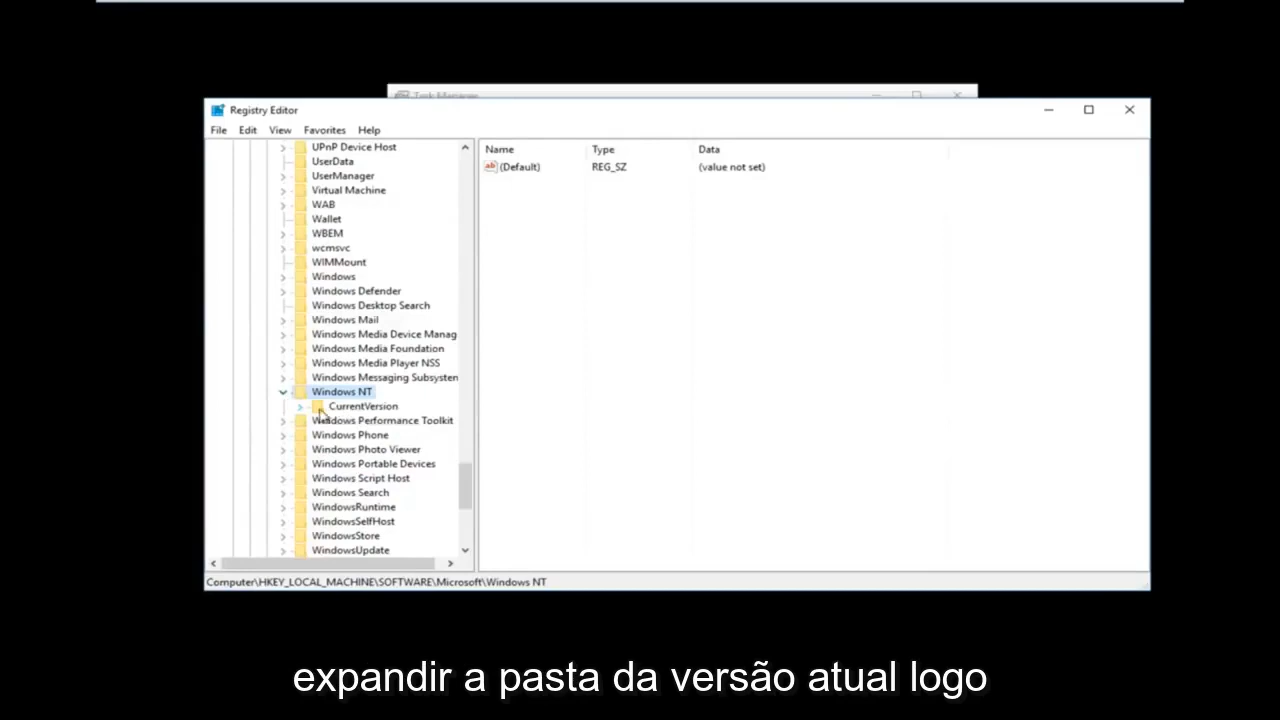 Task Manager
Registry Editor
File Edit View Favorites Help
UPnP Device Host
UserData
UserManager
Virtual Machine
WAB
Wallet
WBEM
wcmsvc
WIMMount
Windows
Windows Defender
Windows Desktop Search
Windows Mail
Windows Media Device Manag
Windows Media Foundation
Windows Media Player NSS
Windows Messaging Subsysten
Windows NT
CurrentVersion
Windows Performance Toolkit
Windows Phone
Windows Photo Viewer
Windows Portable Devices
Windows Script Host
Windows Search
WindowsRuntime
WindowsSelfHost
WindowsStore
WindowsUpdate
Name Type Data
(Default) REG_SZ (value not set)
Computer\HKEY_LOCAL_MACHINE\SOFTWARE\Microsoft\Windows NT
expandir a pasta da versão atual logo